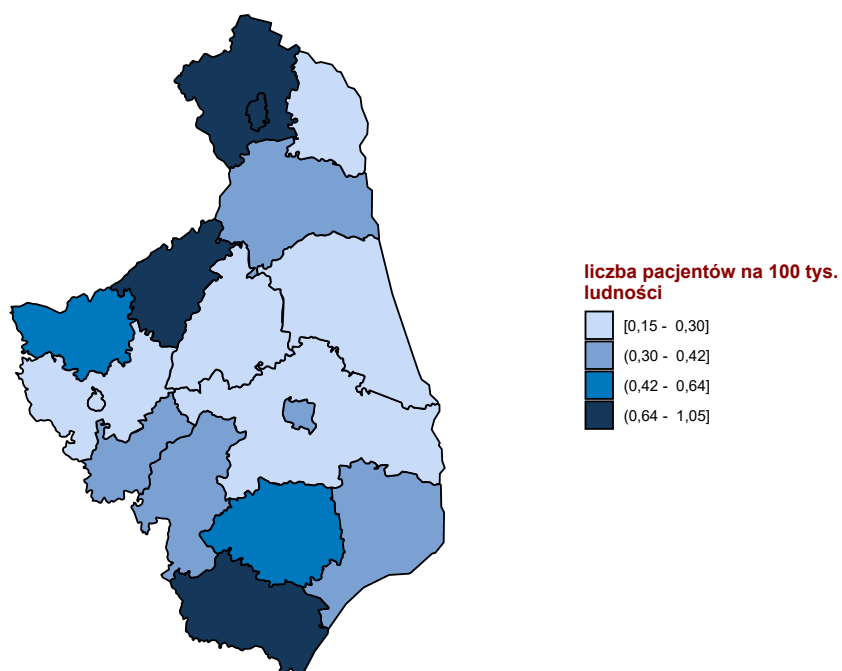 liczba pacjentów na 100 tys.
ludności
[0,15 - 0,30]
(0,30 - 0,42]
(0,42 - 0,64]
(0,64 - 1,05]